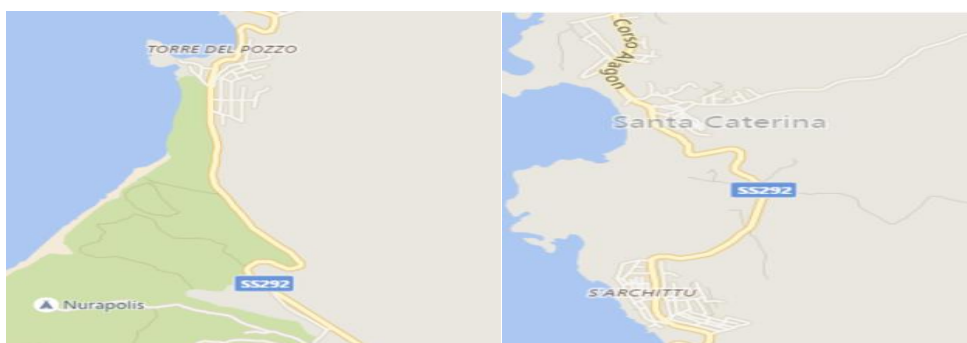 TORRE DEL POZZO
SS292
Nurapolis
Corso Alagon
Santa Caterina
SS292
S'ARCHITTU